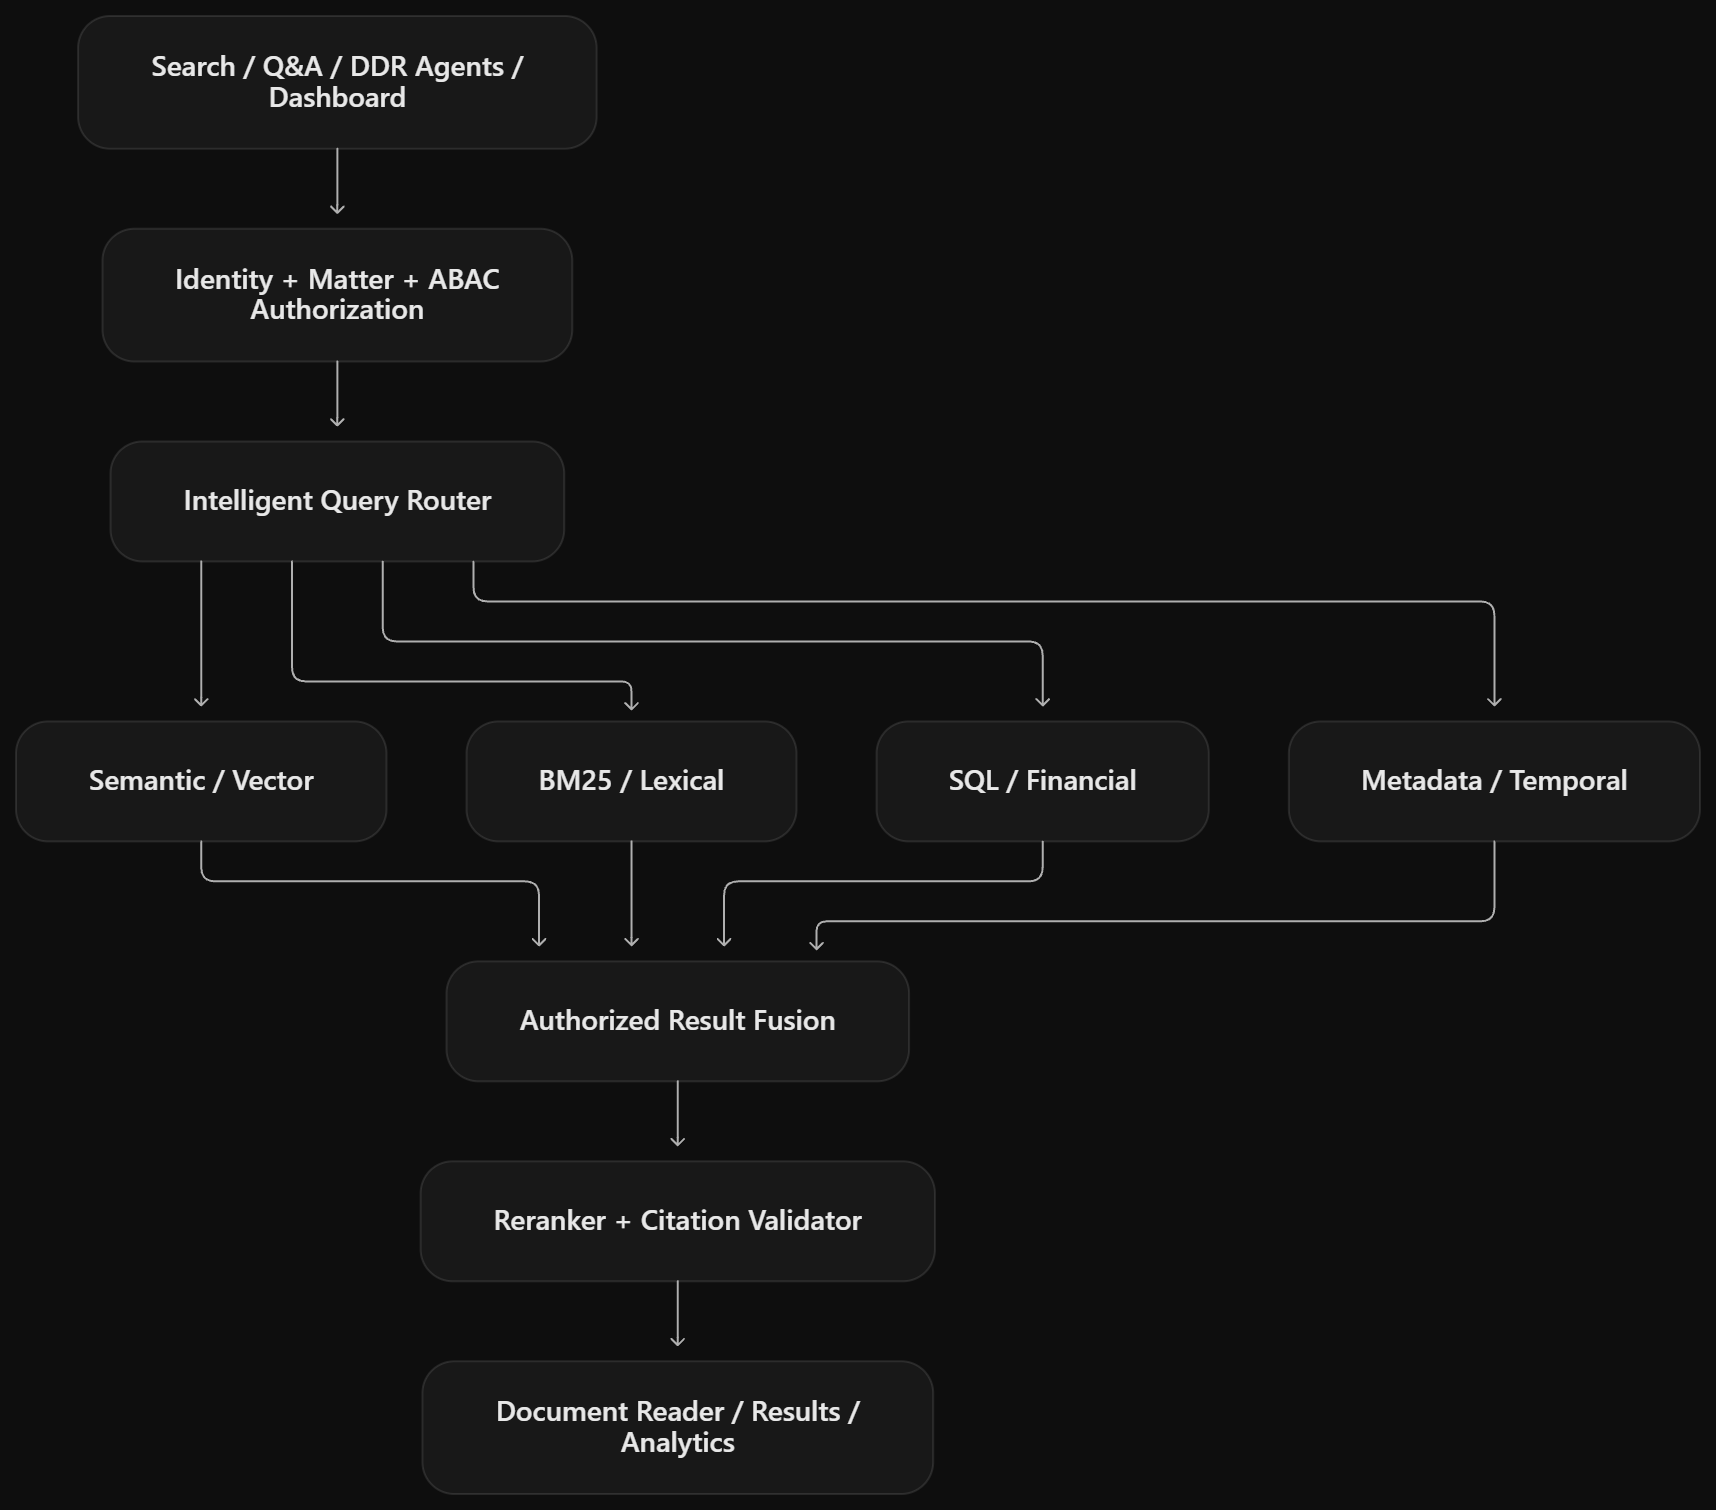 Search / Q&A / DDR Agents /
Dashboard
Identity + Matter + ABAC
Authorization
Intelligent Query Router
Semantic / Vector
BM25 / Lexical
SQL / Financial
Metadata / Temporal
Authorized Result Fusion
Reranker + Citation Validator
Document Reader / Results /
Analytics